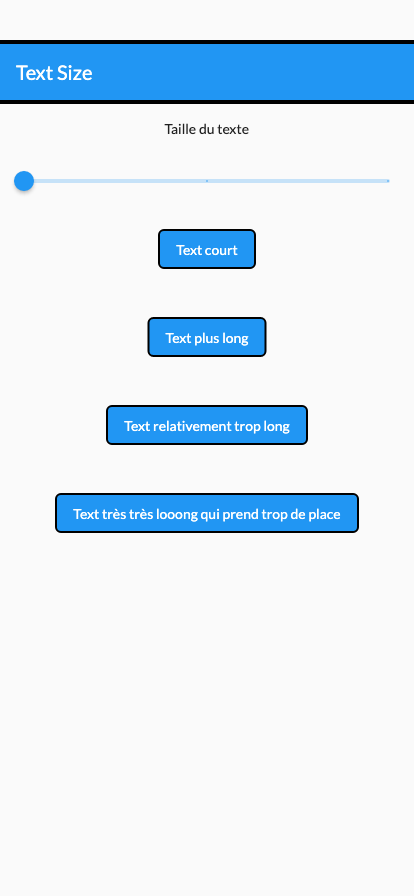 Text Size
Taille du texte
Text court
Text plus long
Text relativement trop long
Text très très looong qui prend trop de place